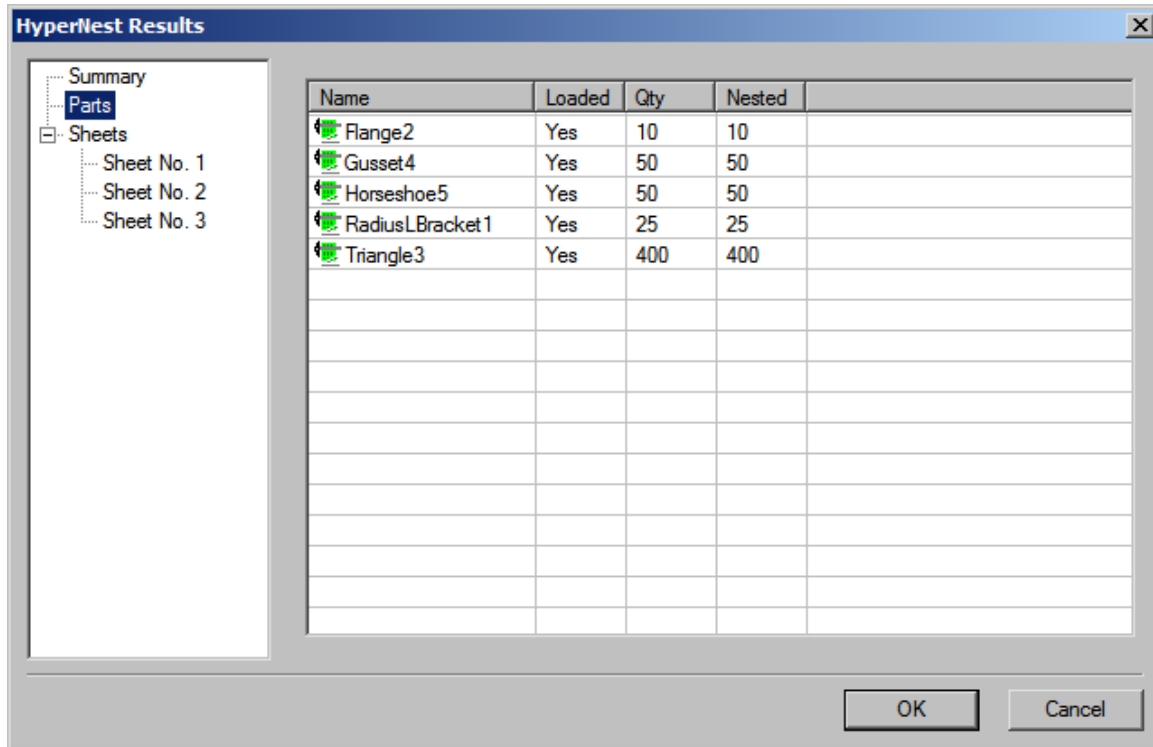 HyperNest Results
Summary
Parts
Sheets
Sheet No. 1
Sheet No. 2
Sheet No. 3
Name Loaded Qty Nested
Flange2 Yes 10 10
Gusset4 Yes 50 50
Horseshoe5 Yes 50 50
RadiusLBracket1 Yes 25 25
Triangle3 Yes 400 400
OK Cancel